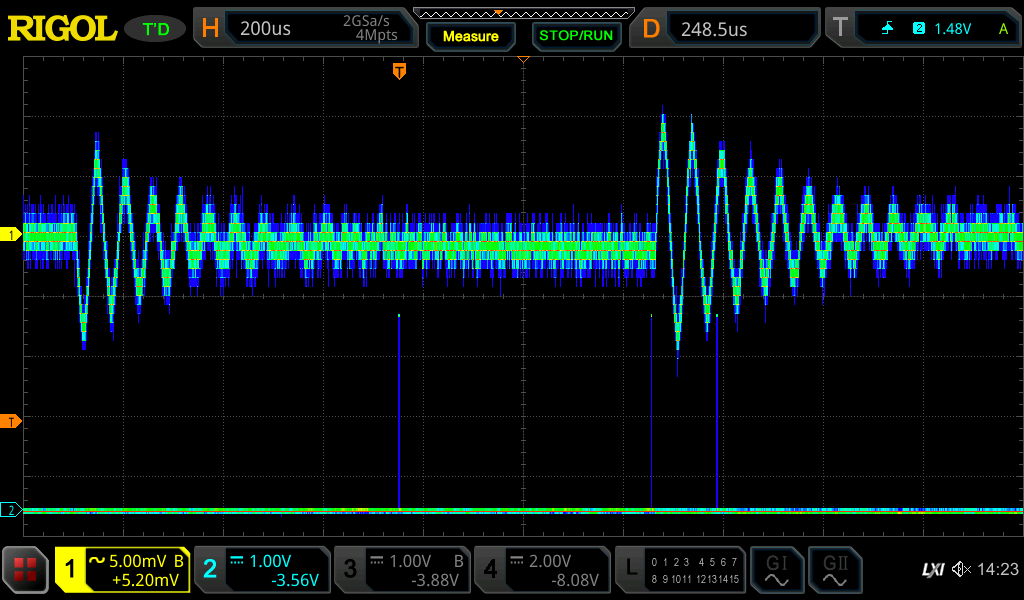 RIGOL T'D H 200us 2GSa/s 4Mpts Measure STOP/RUN D 248.5us T 2 1.48V A
T
1
T
2
1 5.00mV B +5.20mV
2 1.00V -3.56V
3 1.00V B -3.88V
4 2.00V -8.08V
L 0 1 2 3 4 5 6 7
8 9 10 11 12 13 14 15
GI
GII
LXI 14:23